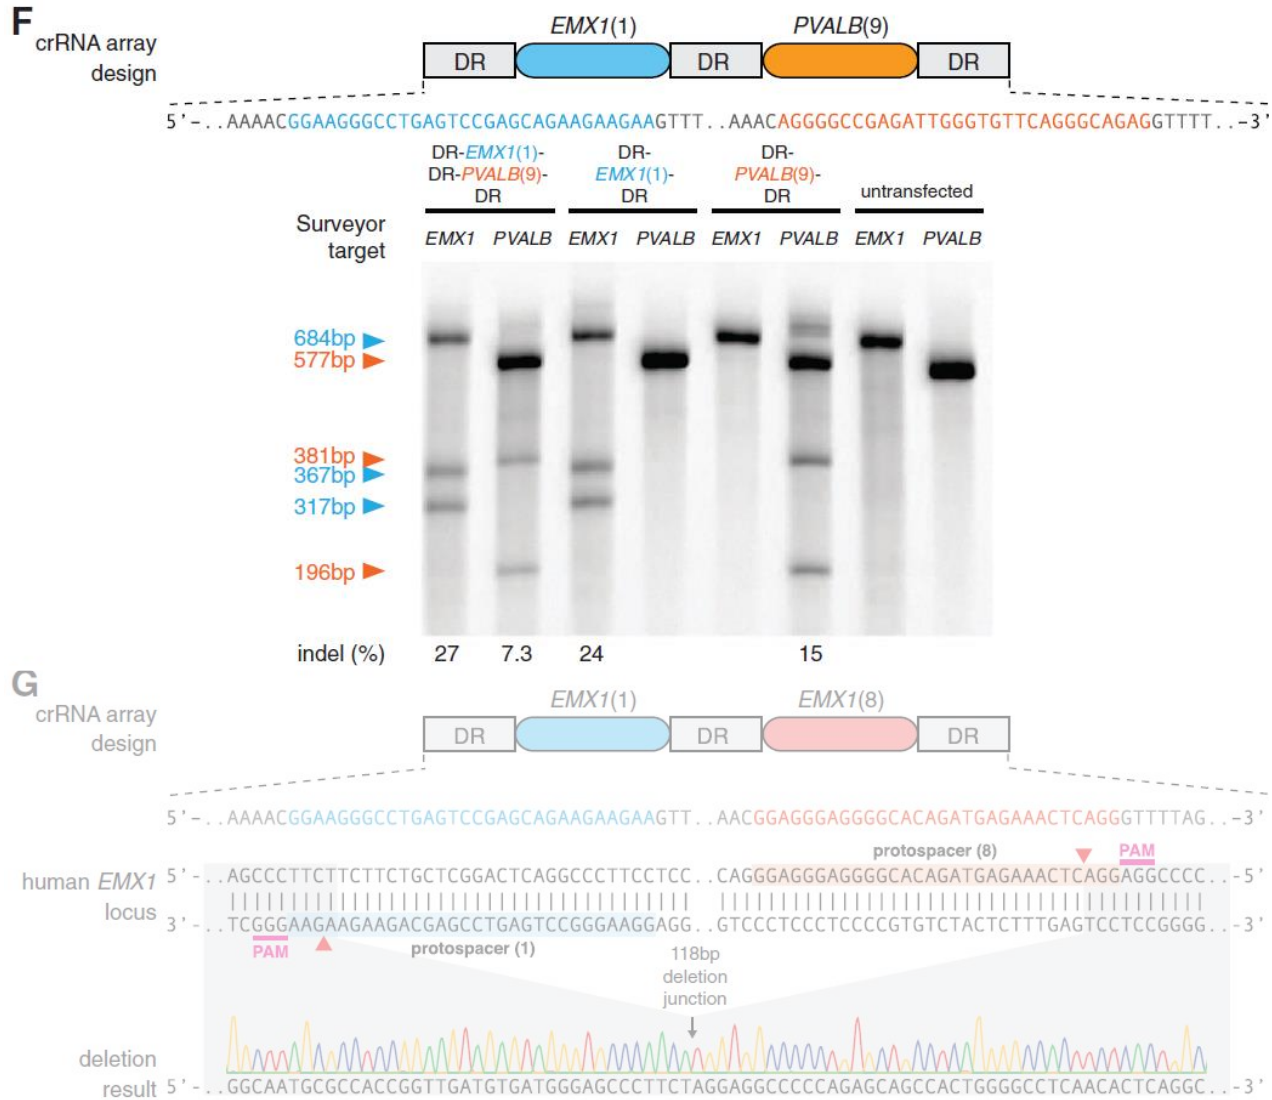 F
EMX1(1) PVALB(9)
crRNA array
design
DR DR DR
5'-..AAAACGGAAGGGCCTGAGTCCGAGCAGAAGAAGAAGTTT..AAACAGGGGCCGAGATTGGGTGTTCAGGGCAGAGGTTTT..-3'
DR-EMX1(1)-
DR-PVALB(9)-
DR
DR-
EMX1(1)-
DR
DR-
PVALB(9)-
DR
untransfected
Surveyor
target
EMX1 PVALB EMX1 PVALB EMX1 PVALB EMX1 PVALB
684bp
577bp
381bp
367bp
317bp
196bp
indel (%) 27 7.3 24 15
G
EMX1(1) EMX1(8)
crRNA array
design
DR DR DR
5'-..AAAACGGAAGGGCCTGAGTCCGAGCAGAAGAAGAAGTT..AACGGAGGGAGGGGCACAGATGAGAAACTCAGGGTTTTAG..-3'
protospacer (8) PAM
human EMX1
locus
5'-..AGCCCTTCTTCTTCTGCTCGGACTCAGGCCCTTCCTCC..CAGGGAGGGAGGGGCACAGATGAGAAACTCAGGAGGCCCC..-5'
3'-..TCGGGAAGAAGAAGACGAGCCTGAGTCCGGGAAGGAGG..GTCCCTCCCTCCCCGTGTCTACTCTTTGAGTCCTCCGGGG..-3'
PAM protospacer (1)
118bp
deletion
junction
deletion
result
5'-..GGCAATGCGCCACCGGTTGATGTGATGGGAGCCCTTCTAGGAGGCCCCCAGAGCAGCCACTGGGGCCTCAACACTCAGGC..-3'